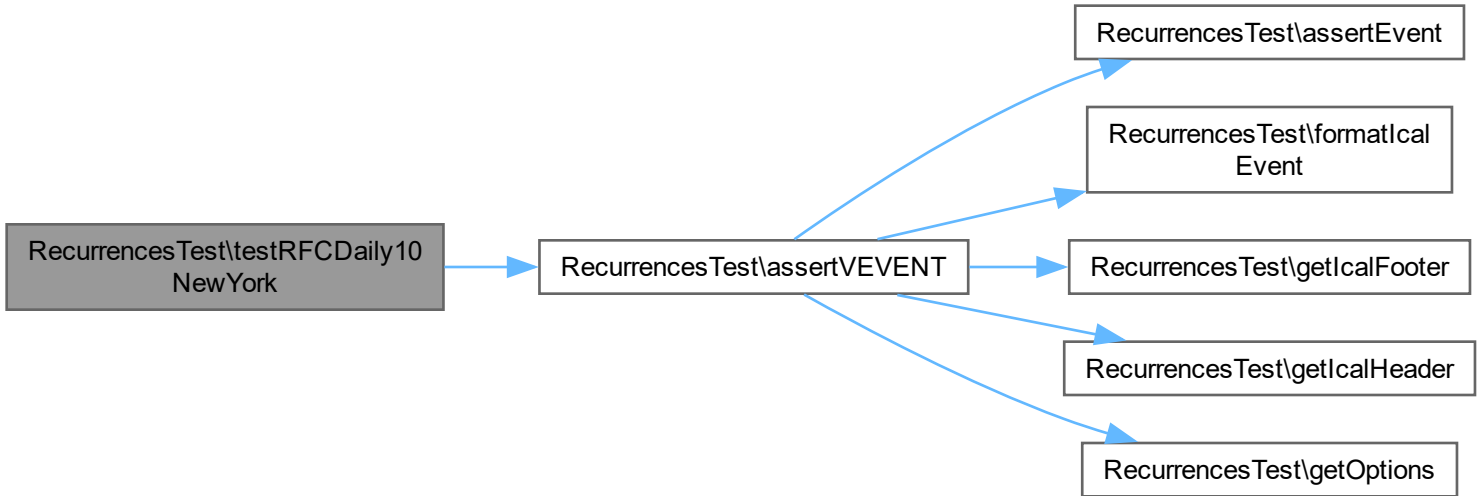 RecurrencesTest\testRFCDaily10
NewYork
RecurrencesTest\assertVEVENT
RecurrencesTest\assertEvent
RecurrencesTest\formatIcal
Event
RecurrencesTest\getIcalFooter
RecurrencesTest\getIcalHeader
RecurrencesTest\getOptions